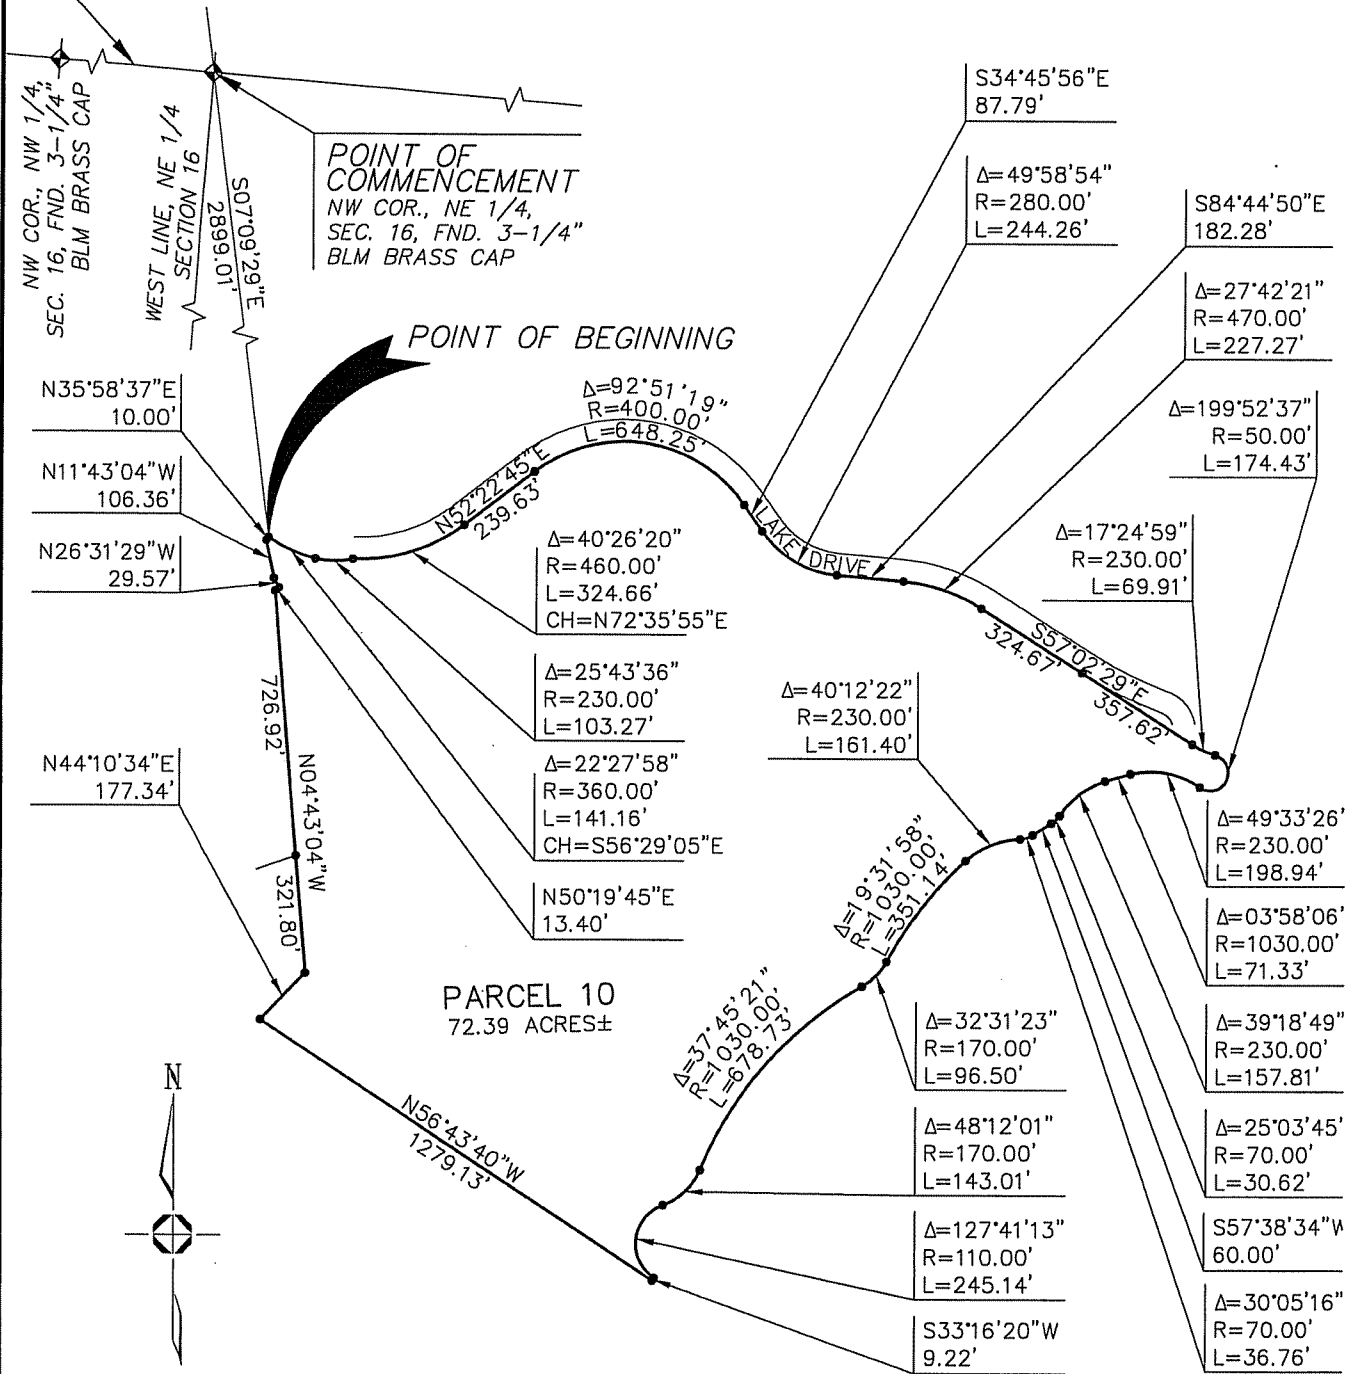 NW COR., NW 1/4,
SEC. 16, FND. 3-1/4"
BLM BRASS CAP
WEST LINE, NE 1/4
SECTION 16
S07°09'29"E
2899.01'
POINT OF
COMMENCEMENT
NW COR., NE 1/4,
SEC. 16, FND. 3-1/4"
BLM BRASS CAP
S34°45'56"E
87.79'
Δ=49°58'54"
R=280.00'
L=244.26'
S84°44'50"E
182.28'
Δ=27°42'21"
R=470.00'
L=227.27'
Δ=199°52'37"
R=50.00'
L=174.43'
Δ=17°24'59"
R=230.00'
L=69.91'
POINT OF BEGINNING
Δ=92°51'19"
R=400.00'
L=648.25'
N52°22'45"E
239.63'
LAKE DRIVE
N35°58'37"E
10.00'
N11°43'04"W
106.36'
N26°31'29"W
29.57'
Δ=40°26'20"
R=460.00'
L=324.66'
CH=N72°35'55"E
Δ=25°43'36"
R=230.00'
L=103.27'
Δ=22°27'58"
R=360.00'
L=141.16'
CH=S56°29'05"E
N50°19'45"E
13.40'
S57°02'29"E
324.67'
357.62'
Δ=40°12'22"
R=230.00'
L=161.40'
726.92'
N04°43'04"W
321.80'
N44°10'34"E
177.34'
Δ=49°33'26'
R=230.00'
L=198.94'
Δ=03°58'06"
R=1030.00'
L=71.33'
Δ=39°18'49"
R=230.00'
L=157.81'
Δ=25°03'45'
R=70.00'
L=30.62'
S57°38'34"W
60.00'
Δ=30°05'16"
R=70.00'
L=36.76'
Δ=19°31'58"
R=1030.00'
L=351.14'
PARCEL 10
72.39 ACRES±
Δ=37°45'21"
R=1030.00'
L=678.73'
Δ=32°31'23"
R=170.00'
L=96.50'
Δ=48°12'01"
R=170.00'
L=143.01'
Δ=127°41'13"
R=110.00'
L=245.14'
S33°16'20"W
9.22'
N56°43'40"W
1279.13'
N